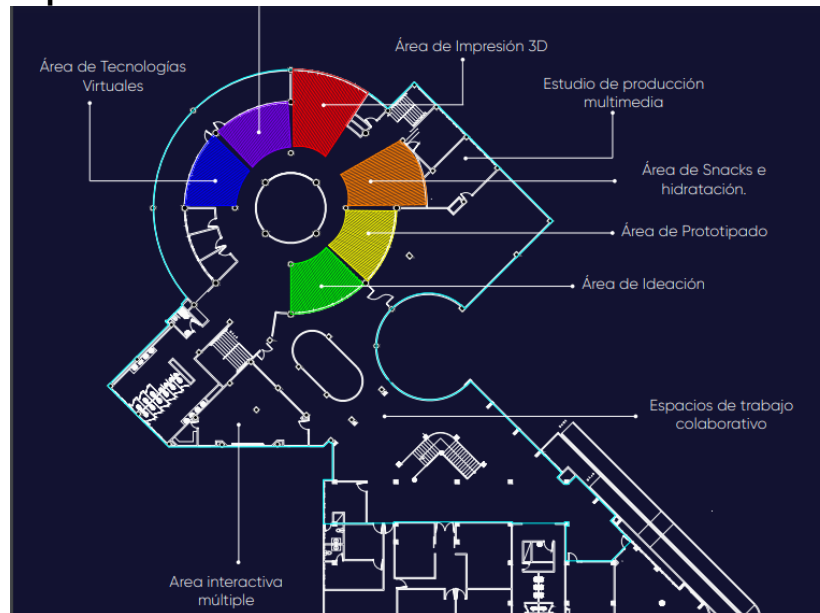 Área de Impresión 3D
Área de Tecnologías
Virtuales
Estudio de producción
multimedia
Área de Snacks e
hidratación.
Área de Prototipado
Área de Ideación
Espacios de trabajo
colaborativo
Area interactiva
múltiple